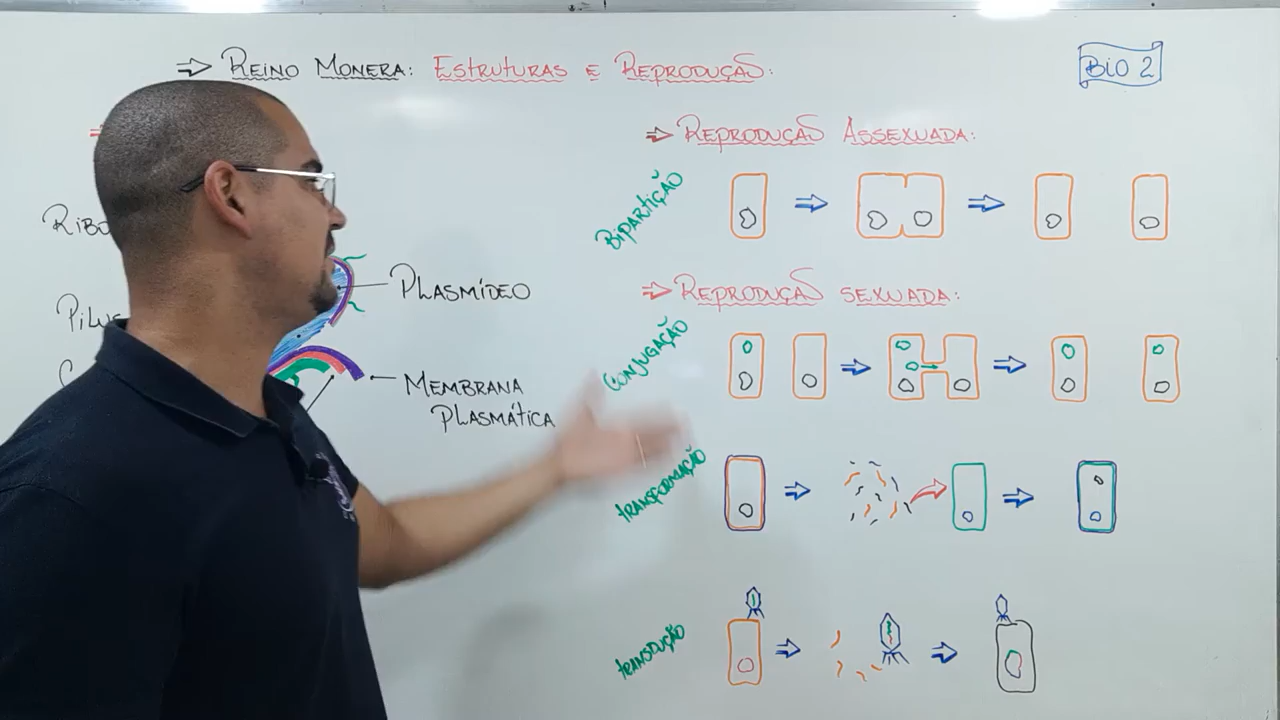 ⇒ REINO MONERA: ESTRUTURAS E REPRODUÇÃO:
BIO 2
⇒ REPRODUÇÃO ASSEXUADA:
BIPARTIÇÃO
PLASMÍDEO
MEMBRANA
PLASMÁTICA
⇒ REPRODUÇÃO SEXUADA:
CONJUGAÇÃO
TRANSFORMAÇÃO
TRANSDUÇÃO